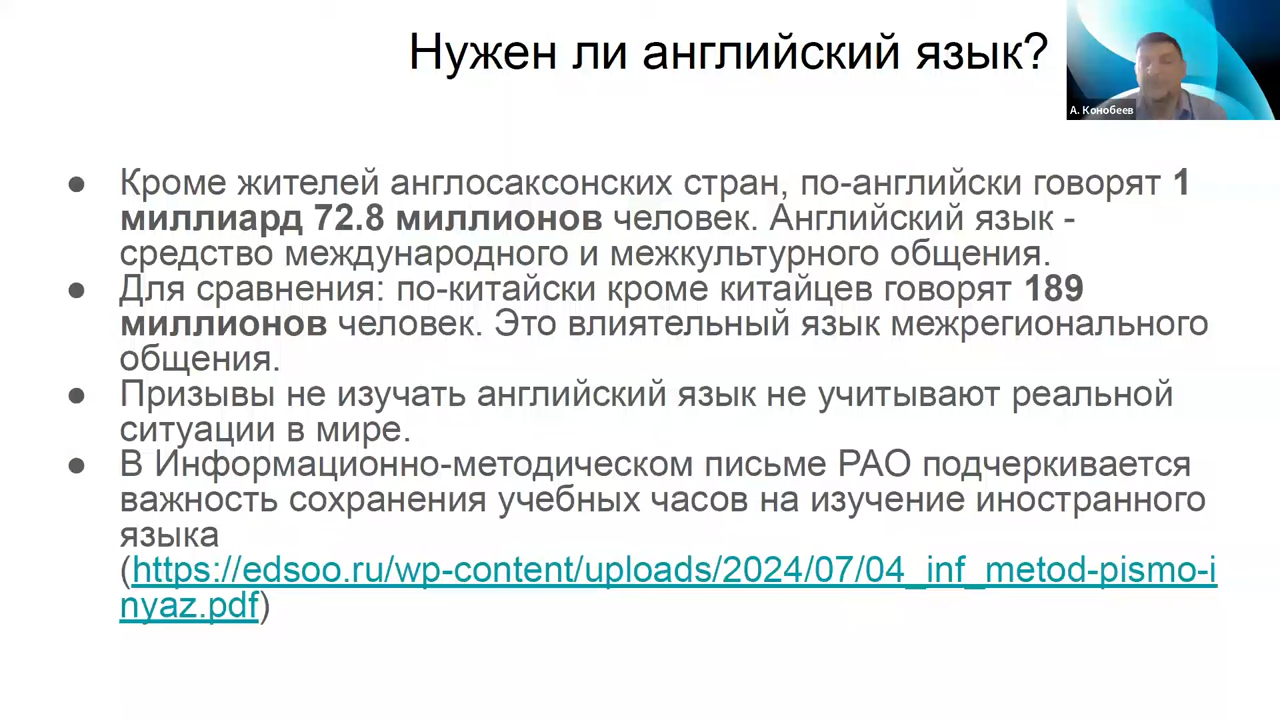 Нужен ли английский язык?
А. Конобеев
● Кроме жителей англосаксонских стран, по-английски говорят 1
миллиард 72.8 миллионов человек. Английский язык -
средство международного и межкультурного общения.
● Для сравнения: по-китайски кроме китайцев говорят 189
миллионов человек. Это влиятельный язык межрегионального
общения.
● Призывы не изучать английский язык не учитывают реальной
ситуации в мире.
● В Информационно-методическом письме РАО подчеркивается
важность сохранения учебных часов на изучение иностранного
языка
(https://edsoo.ru/wp-content/uploads/2024/07/04_inf_metod-pismo-i
nyaz.pdf)